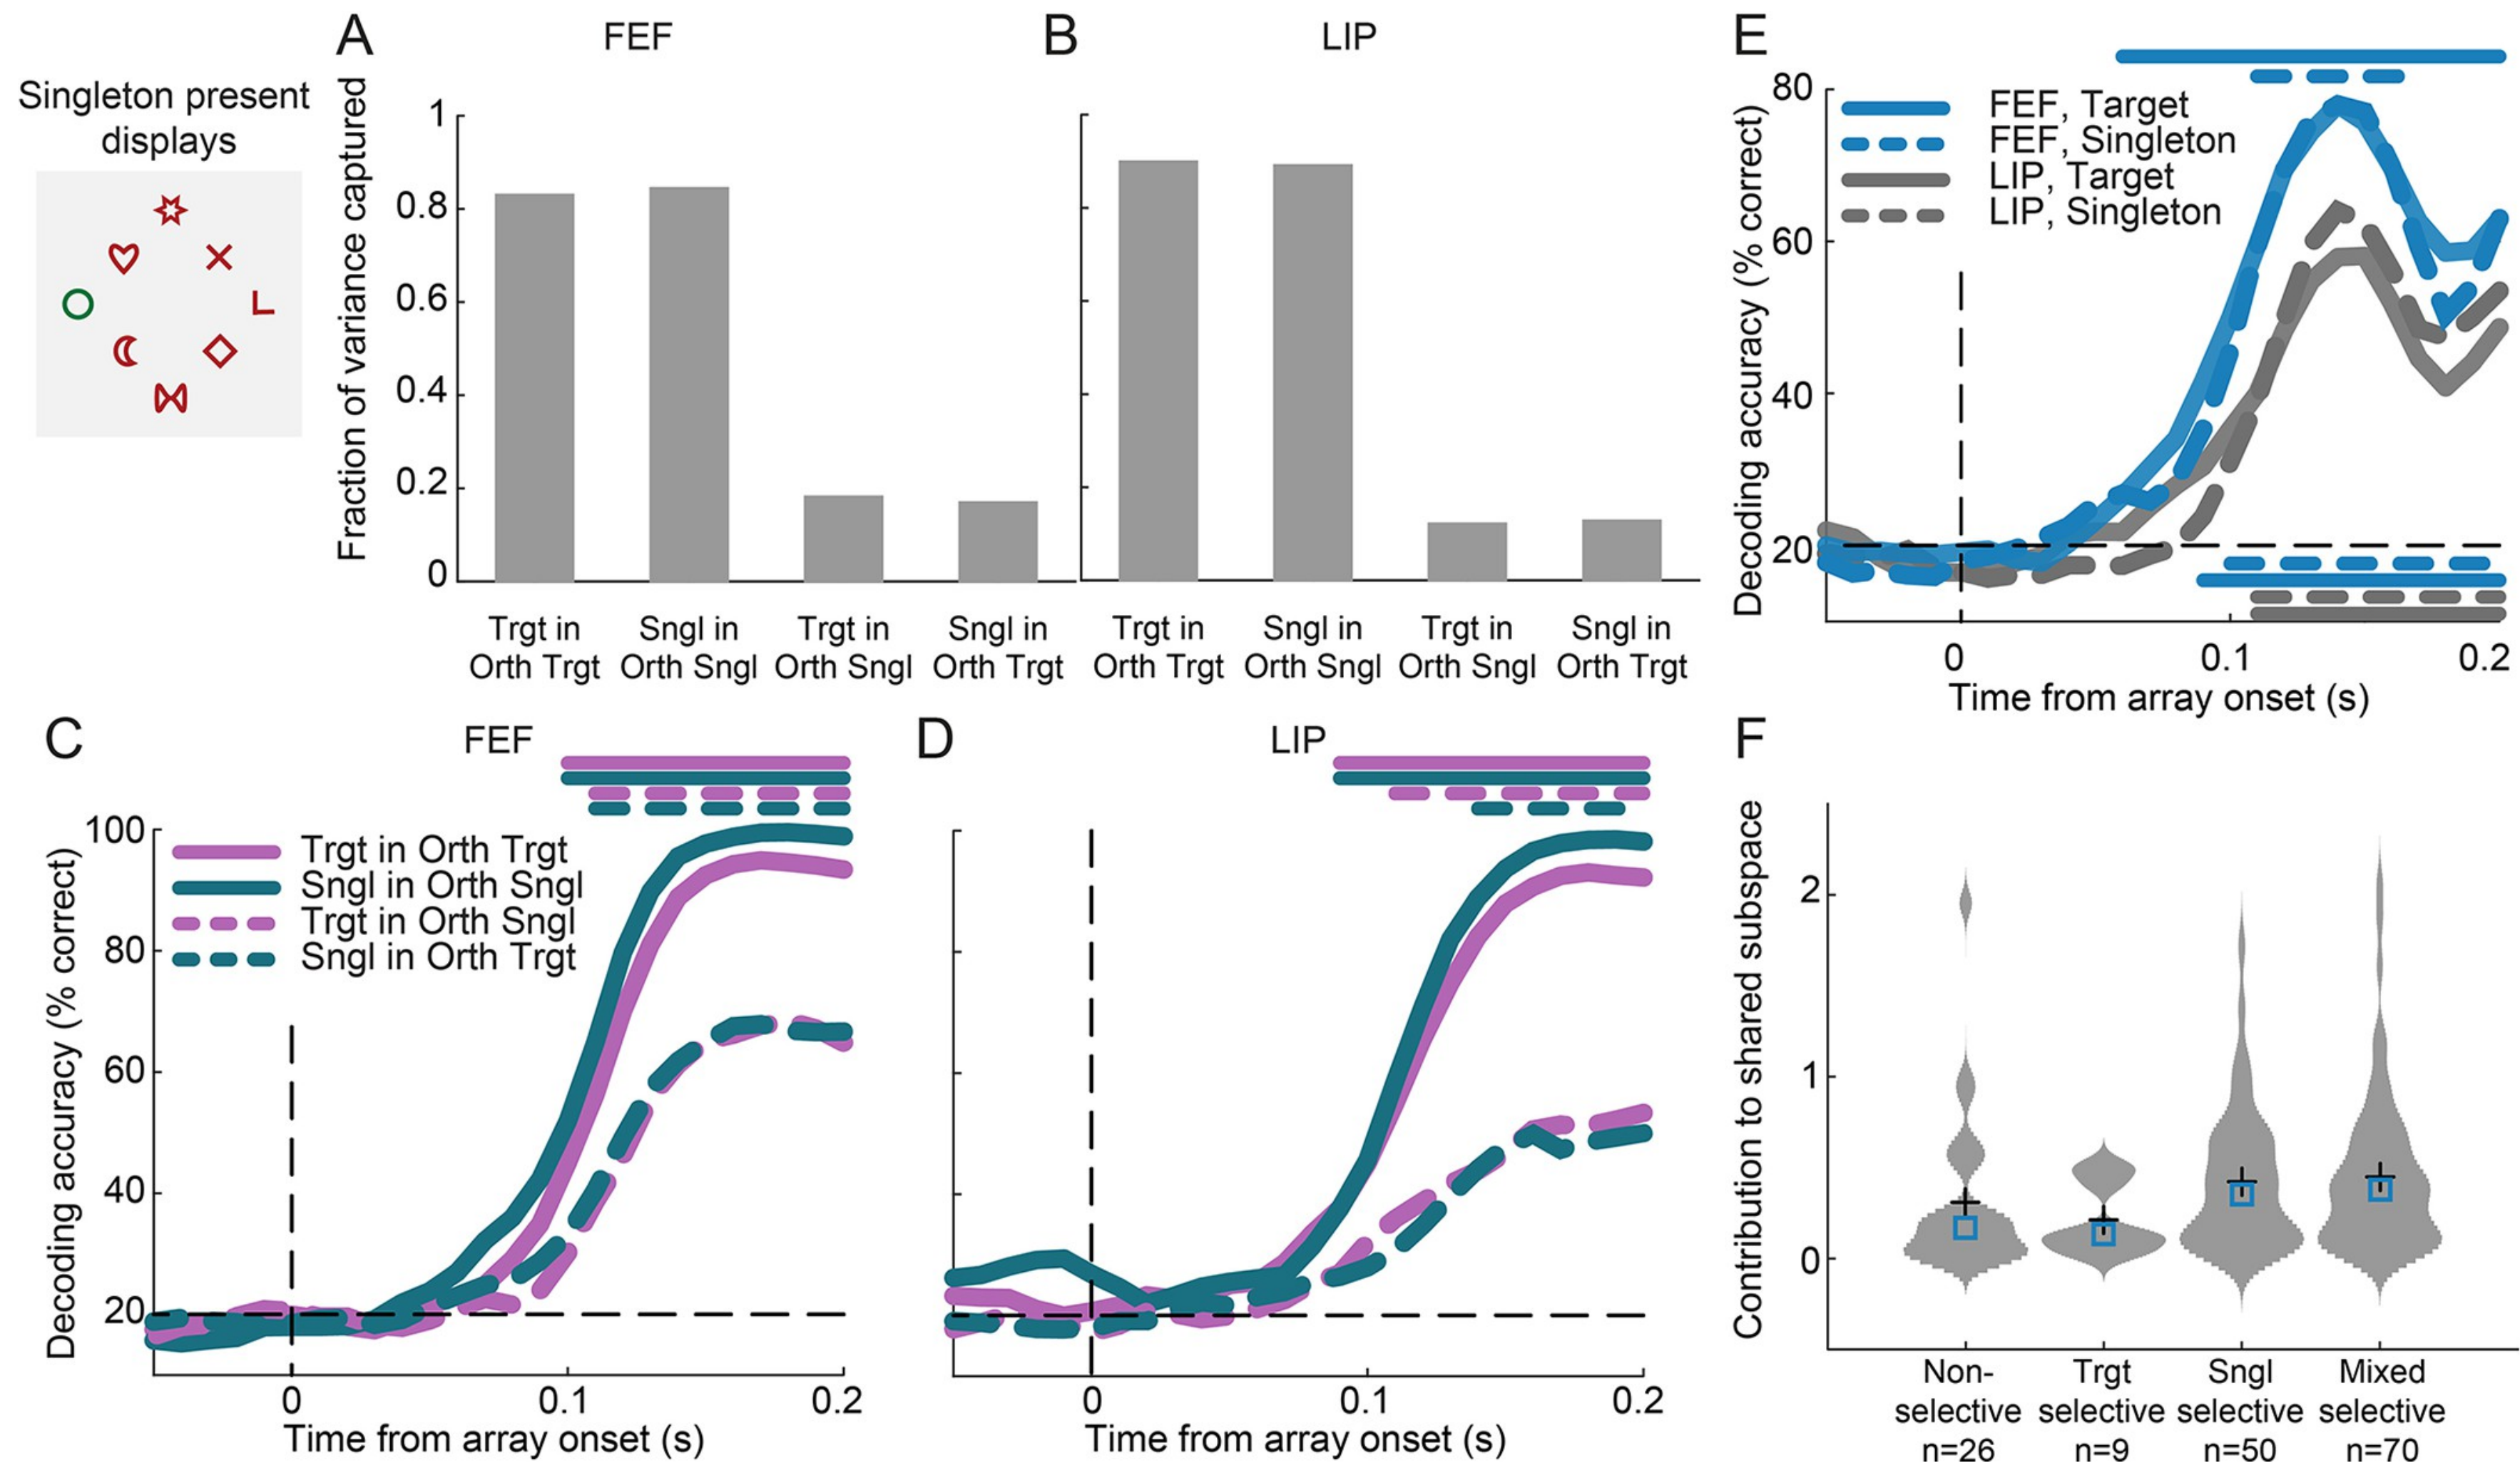 Singleton present
displays
A
FEF
Fraction of variance captured
1
0.8
0.6
0.4
0.2
0
Trgt in
Orth Trgt
Sngl in
Orth Sngl
Trgt in
Orth Sngl
Sngl in
Orth Trgt
B
LIP
Trgt in
Orth Trgt
Sngl in
Orth Sngl
Trgt in
Orth Sngl
Sngl in
Orth Trgt
E
Decoding accuracy (% correct)
80
60
40
20
FEF, Target
FEF, Singleton
LIP, Target
LIP, Singleton
0
0.1
0.2
Time from array onset (s)
C
FEF
Decoding accuracy (% correct)
100
80
60
40
20
Trgt in Orth Trgt
Sngl in Orth Sngl
Trgt in Orth Sngl
Sngl in Orth Trgt
0
0.1
0.2
Time from array onset (s)
D
LIP
0
0.1
0.2
Time from array onset (s)
F
Contribution to shared subspace
2
1
0
Non-
selective
n=26
Trgt
selective
n=9
Sngl
selective
n=50
Mixed
selective
n=70